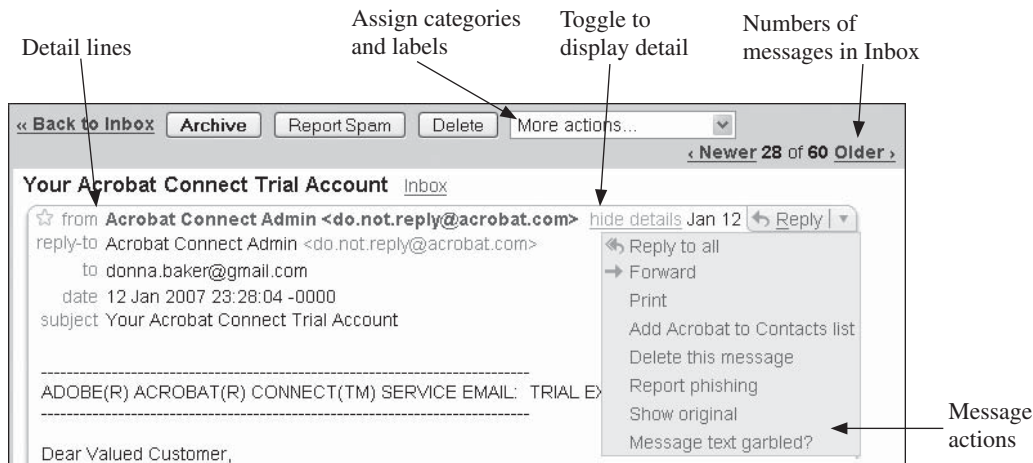 Detail lines
Assign categories
and labels
Toggle to
display detail
Numbers of
messages in Inbox
‹‹ Back to Inbox Archive Report Spam Delete More actions...
‹ Newer 28 of 60 Older ›
Your Acrobat Connect Trial Account Inbox
from Acrobat Connect Admin <do.not.reply@acrobat.com> hide details Jan 12 Reply
reply-to Acrobat Connect Admin <do.not.reply@acrobat.com>
to donna.baker@gmail.com
date 12 Jan 2007 23:28:04 -0000
subject Your Acrobat Connect Trial Account
Reply to all
Forward
Print
Add Acrobat to Contacts list
Delete this message
Report phishing
Show original
Message text garbled?
--------------------------------------------------------------
ADOBE(R) ACROBAT(R) CONNECT(TM) SERVICE EMAIL: TRIAL EX
--------------------------------------------------------------
Dear Valued Customer,
Message
actions